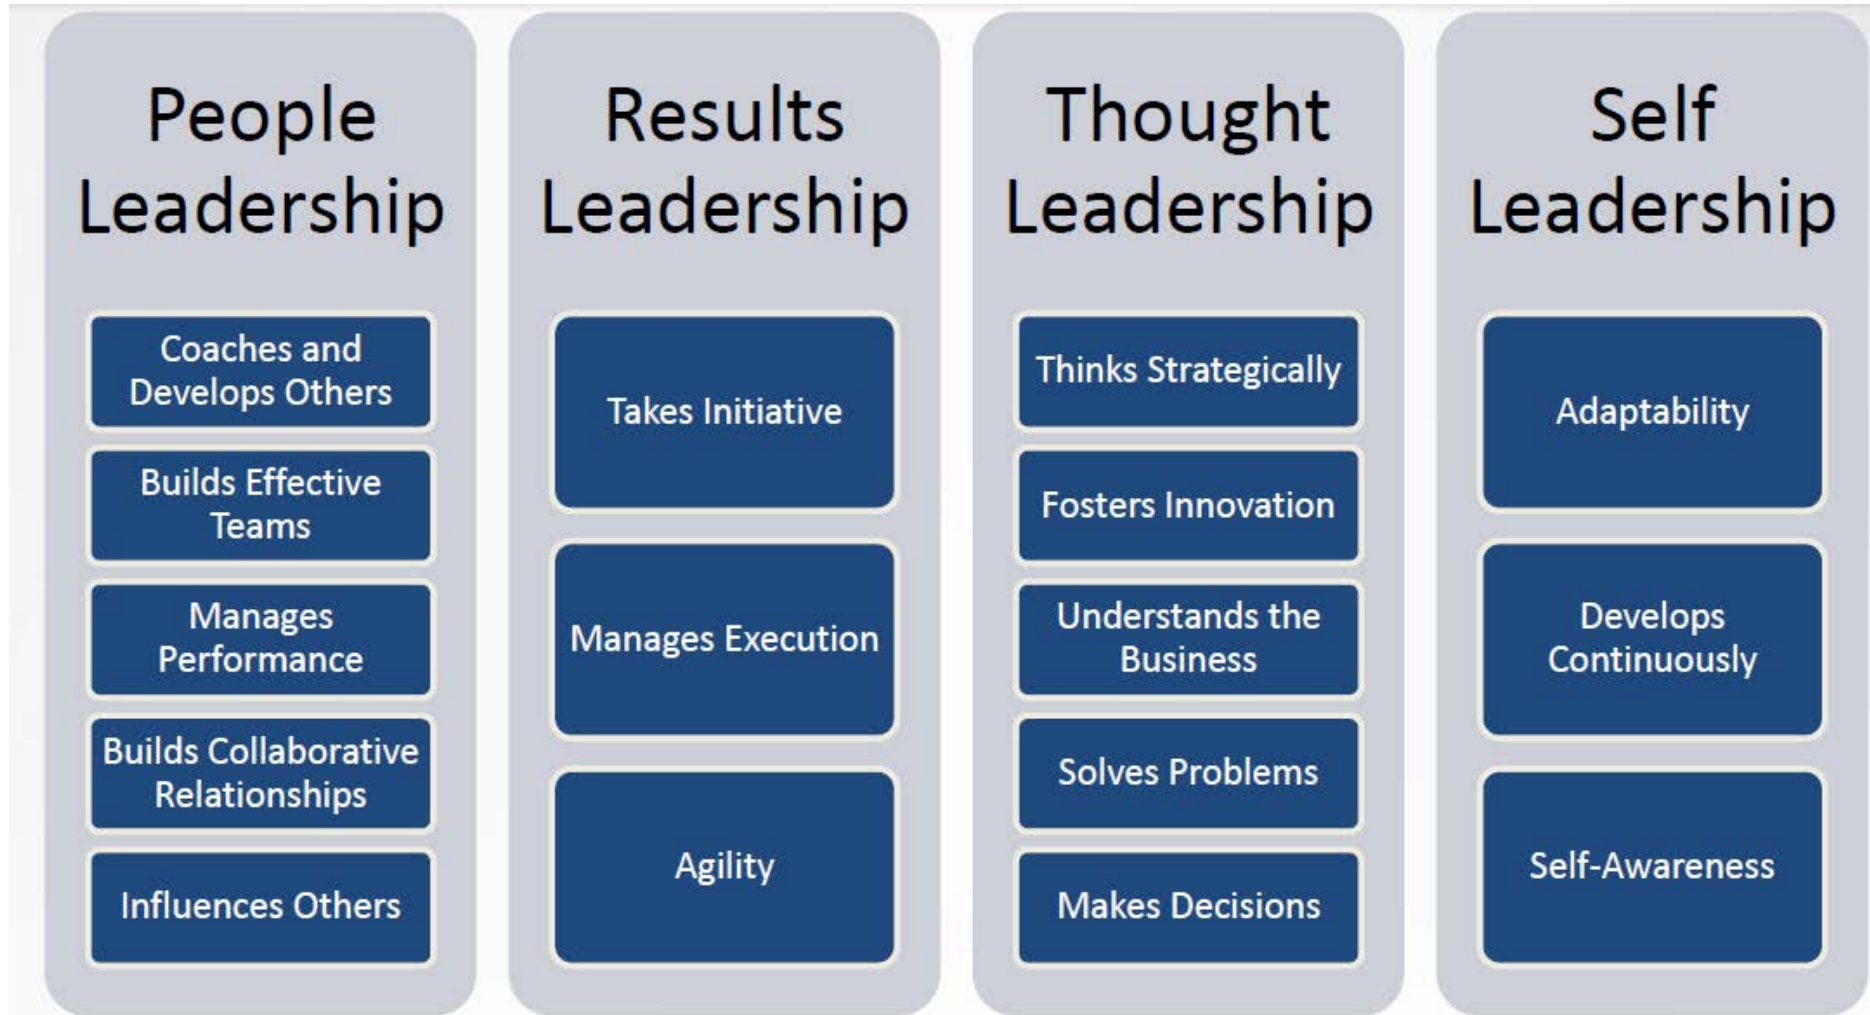 People
Leadership
Coaches and
Develops Others
Builds Effective
Teams
Manages
Performance
Builds Collaborative
Relationships
Influences Others
Results
Leadership
Takes Initiative
Manages Execution
Agility
Thought
Leadership
Thinks Strategically
Fosters Innovation
Understands the
Business
Solves Problems
Makes Decisions
Self
Leadership
Adaptability
Develops
Continuously
Self-Awareness